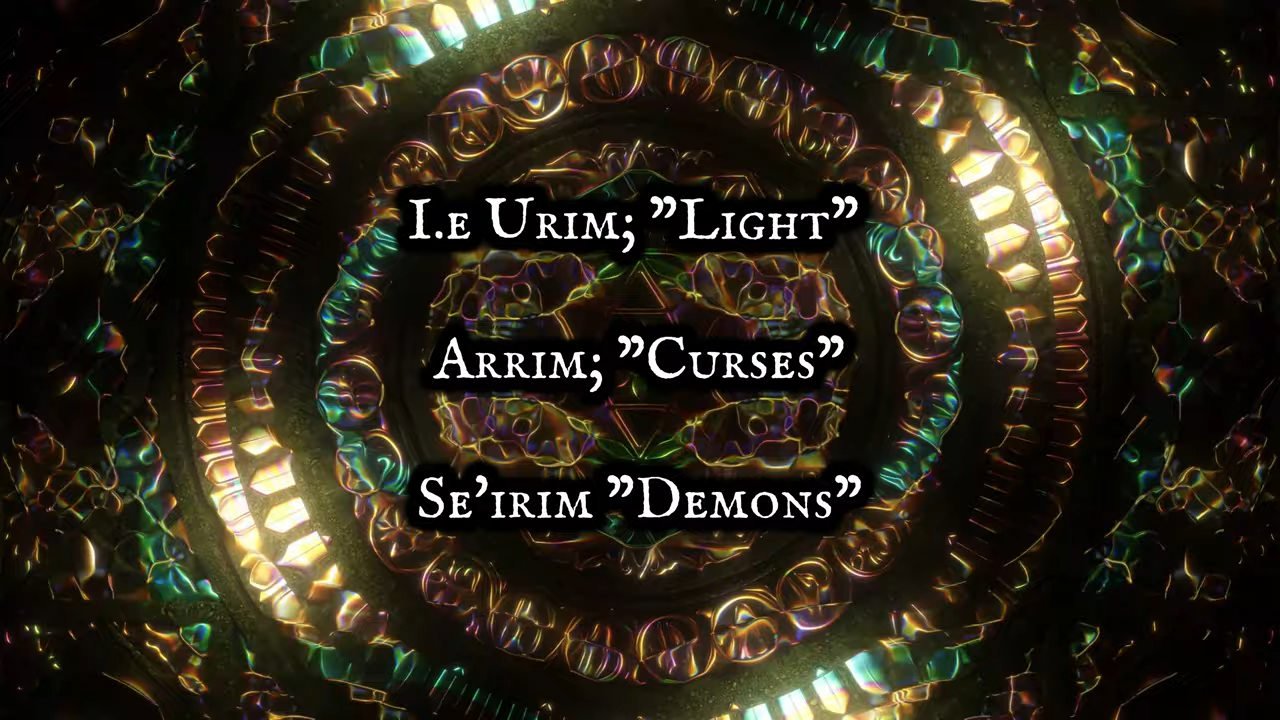 I.e Urim; ”Light”
Arrim; ”Curses”
Se’irim ”Demons”